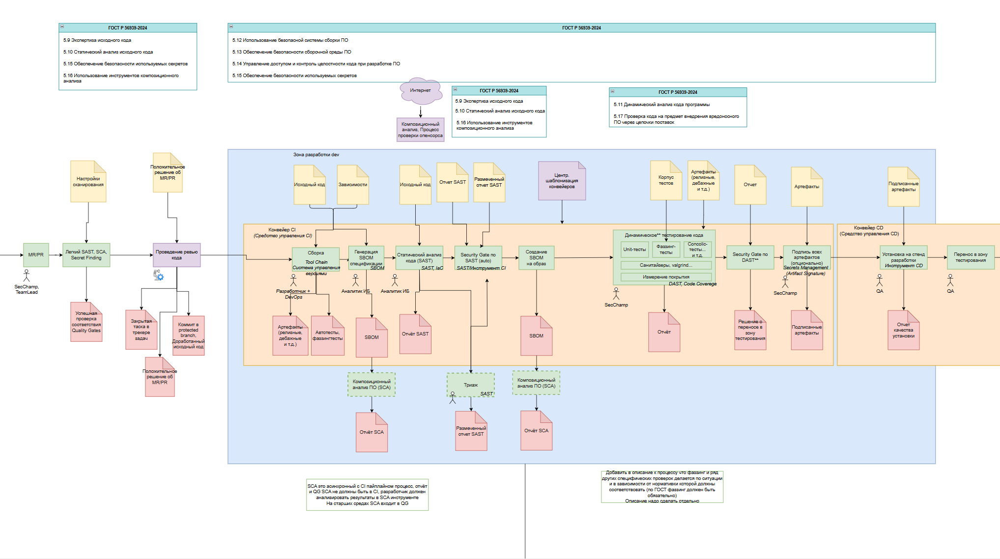 ГОСТ Р 56939-2024
5.9 Экспертиза исходного кода
5.10 Статический анализ исходного кода
5.15 Обеспечение безопасности используемых секретов
5.16 Использование инструментов композиционного
анализа
ГОСТ Р 56939-2024
5.12 Использование безопасной системы сборки ПО
5.13 Обеспечение безопасности сборочной среды ПО
5.14 Управление доступом и контроль целостности кода при разработке ПО
5.15 Обеспечение безопасности используемых секретов
Интернет
Композиционный
анализ, Процесс
проверки опенсорса
ГОСТ Р 56939-2024
5.9 Экспертиза исходного кода
5.10 Статический анализ исходного кода
5.16 Использование инструментов
композиционного анализа
ГОСТ Р 56939-2024
5.11 Динамический анализ кода программы
5.17 Проверка кода на предмет внедрения вредоносного
ПО через цепочки поставок
Настройки
сканирования
Положительное
решение об
MR/PR
Зона разработки dev
Исходный код
Зависимости
Исходный код
Отчет SAST
Размеченный
отчет SAST
Центр.
шаблонизация
конвейеров
Корпус
тестов
Артефакты
(релизные,
дебажные
и т.д.)
Отчет
Артефакты
Подписанные
артефакты
Конвейер CI
(Средство управления CI)
Конвейер CD
(Средство управления CD)
MR/PR
SecChamp,
TeamLead
Легкий SAST, SCA,
Secret Finding
Проведение ревью
кода
Сборка
Tool Chain
Система управления
версиями
Разработчик +
DevOps
Генерация
SBOM
спецификации
SBOM
Аналитик ИБ
Статический анализ
кода (SAST)
SAST, IaC
Аналитик ИБ
Security Gate по
SAST (auto)
SAST/Инструмент CI
Создание
SBOM
на образ
Динамическое** тестирование кода
Unit-тесты
Фаззинг-
тесты
Concolic-
тесты...
и т.д.
Санитайзеры, valgrind...
Измерение покрытия
DAST, Code Coverege
SecChamp
Security Gate по
DAST**
Подпись всех
артефактов
(опционально)
Secrets Management
(Artifact Signature)
SecChamp
Установка на стенд
разработки
Инструмент CD
QA
Перенос в зону
тестирования
QA
Успешная
проверка
соответствия
Quality Gates
Закрытая
таска в
трекере
задач
Коммит в
protected
branch,
Доработанный
исходный код
Положительное
решение об
MR/PR
Артефакты
(релизные,
дебажные
и т.д.)
Автотесты,
фаззингтесты
SBOM
Отчёт SAST
SBOM
Отчёт
Решение о
переносе в
зону
тестирования
Подписанные
артефакты
Отчет
качества
установки
Композиционный
анализ ПО (SCA)
Триаж
SAST
Композиционный
анализ ПО (SCA)
Отчёт SCA
Размеченный
отчет SAST
Отчёт SCA
SCA это асинхронный с CI пайплайном процесс, отчёт
и QG SCA не должны быть в CI, разработчик должен
анализировать результаты в SCA инструменте
На старших средах SCA входит в QG
Добавить в описание к процессу что фаззинг и ряд
других специфических проверок делается по ситуации
и в зависимости от нормативки которой должны
соответствовать (по ГОСТ фаззинг должен быть
обязательно)
Описание надо сделать отдельно